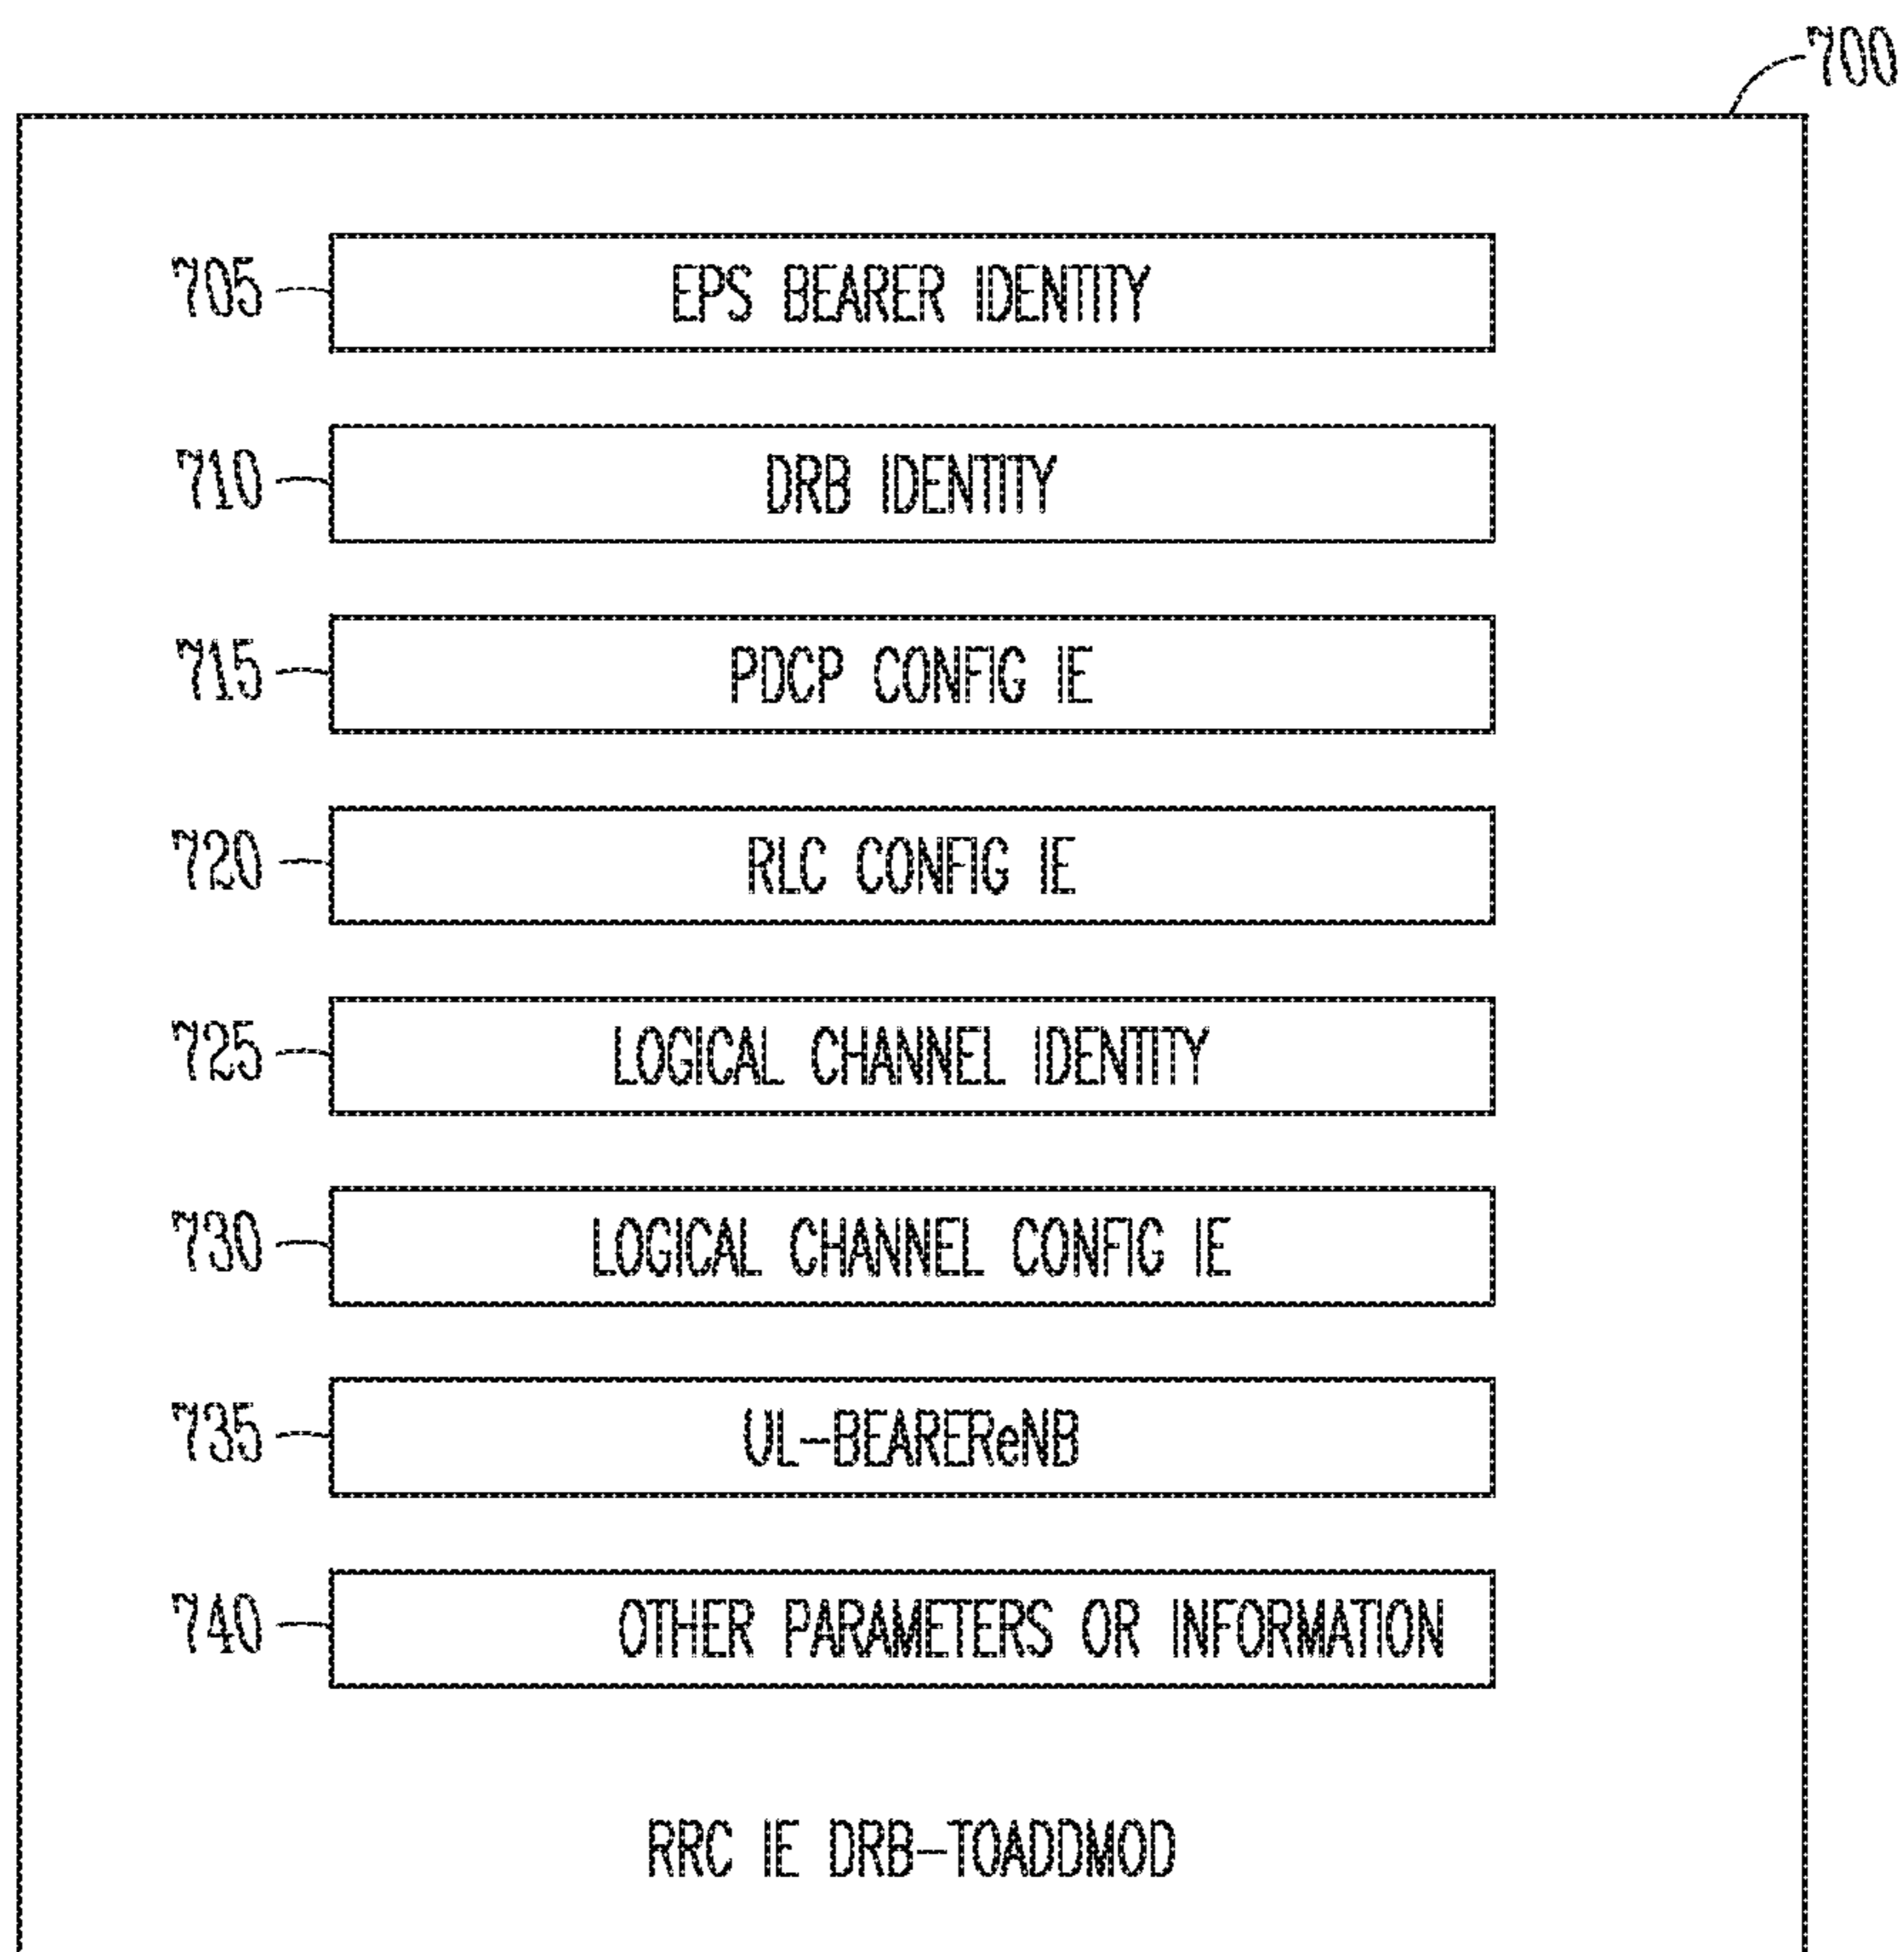 700
705 EPS BEARER IDENTITY
710 DRB IDENTITY
715 PDCP CONFIG IE
720 RLC CONFIG IE
725 LOGICAL CHANNEL IDENTITY
730 LOGICAL CHANNEL CONFIG IE
735 UL-BEAREReNB
740 OTHER PARAMETERS OR INFORMATION
RRC IE DRB-TOADDMOD